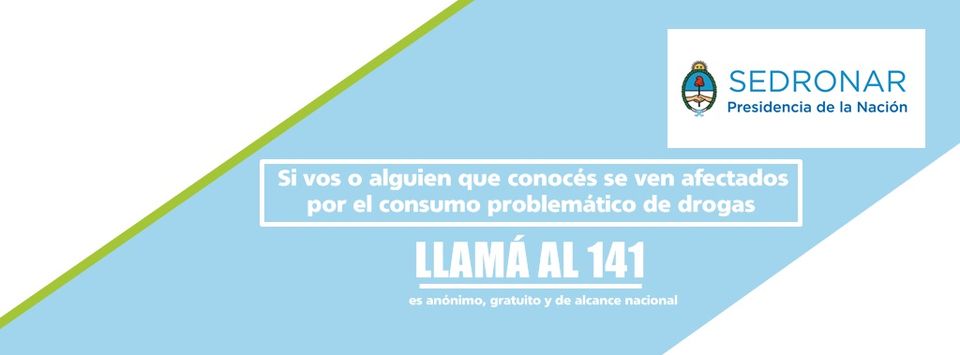 SEDRONAR
Presidencia de la Nación
Si vos o alguien que conocés se ven afectados
por el consumo problemático de drogas
LLAMÁ AL 141
es anónimo, gratuito y de alcance nacional